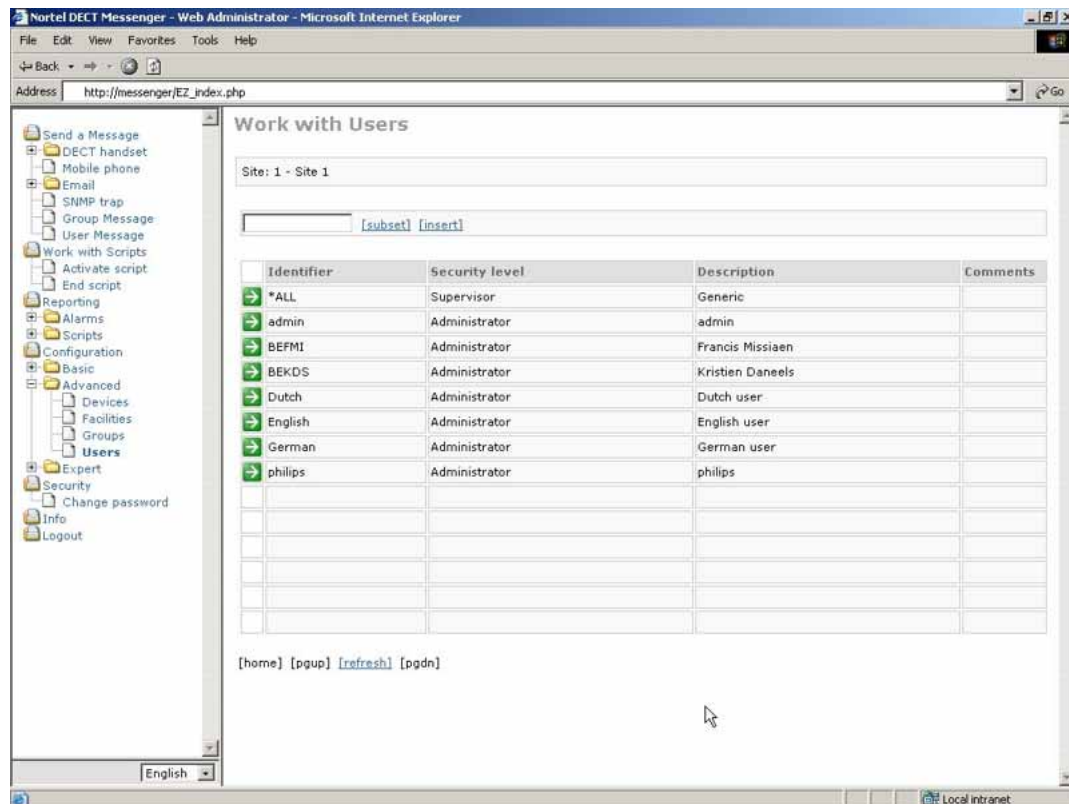 Nortel DECT Messenger - Web Administrator - Microsoft Internet Explorer
File Edit View Favorites Tools Help
Back
Address http://messenger/EZ_index.php Go
Send a Message
DECT handset
Mobile phone
Email
SNMP trap
Group Message
User Message
Work with Scripts
Activate script
End script
Reporting
Alarms
Scripts
Configuration
Basic
Advanced
Devices
Facilities
Groups
Users
Expert
Security
Change password
Info
Logout
English
Work with Users
Site: 1 - Site 1
[subset] [insert]
Identifier Security level Description Comments
*ALL Supervisor Generic
admin Administrator admin
BEFMI Administrator Francis Missiaen
BEKDS Administrator Kristien Daneels
Dutch Administrator Dutch user
English Administrator English user
German Administrator German user
philips Administrator philips
[home] [pgup] [refresh] [pgdn]
Local intranet